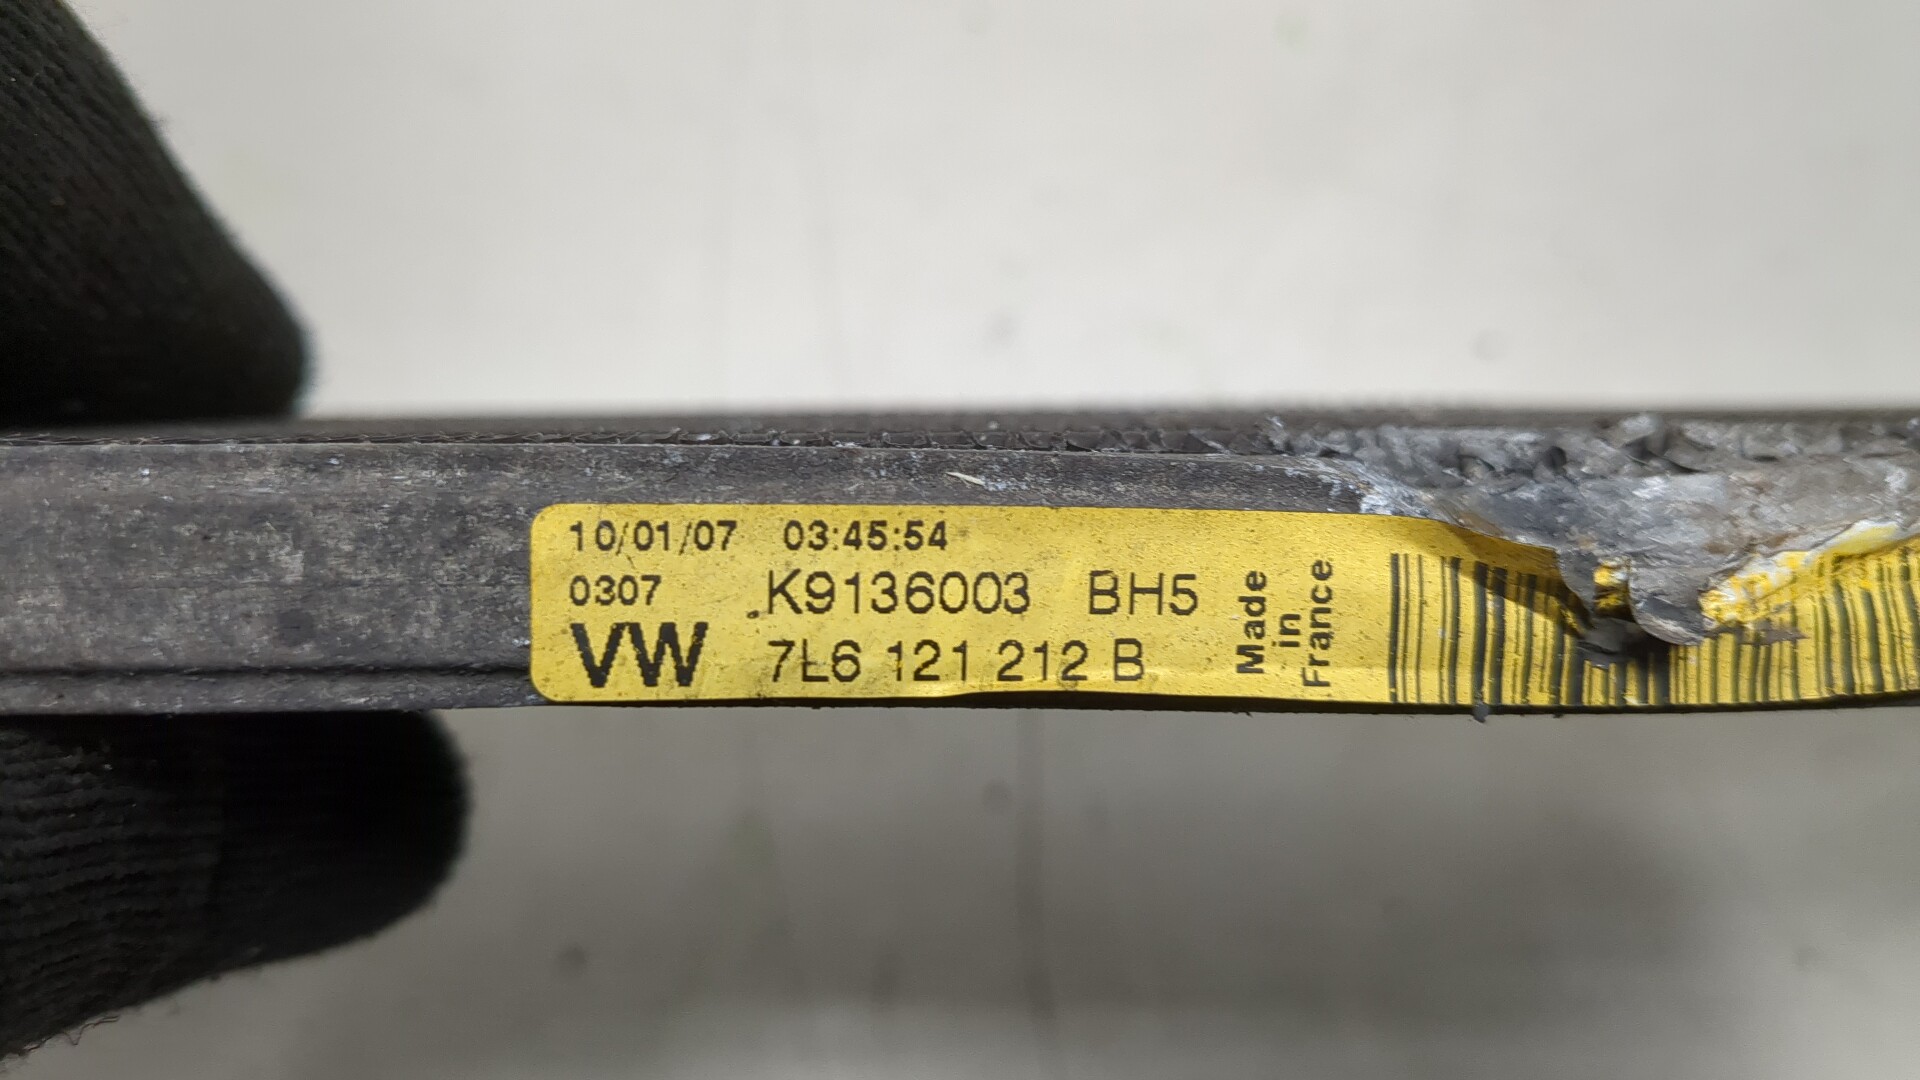 10/01/07 03:45:54
0307 K9136003 BH5
VW 7L6 121 212 B
Made
in
France